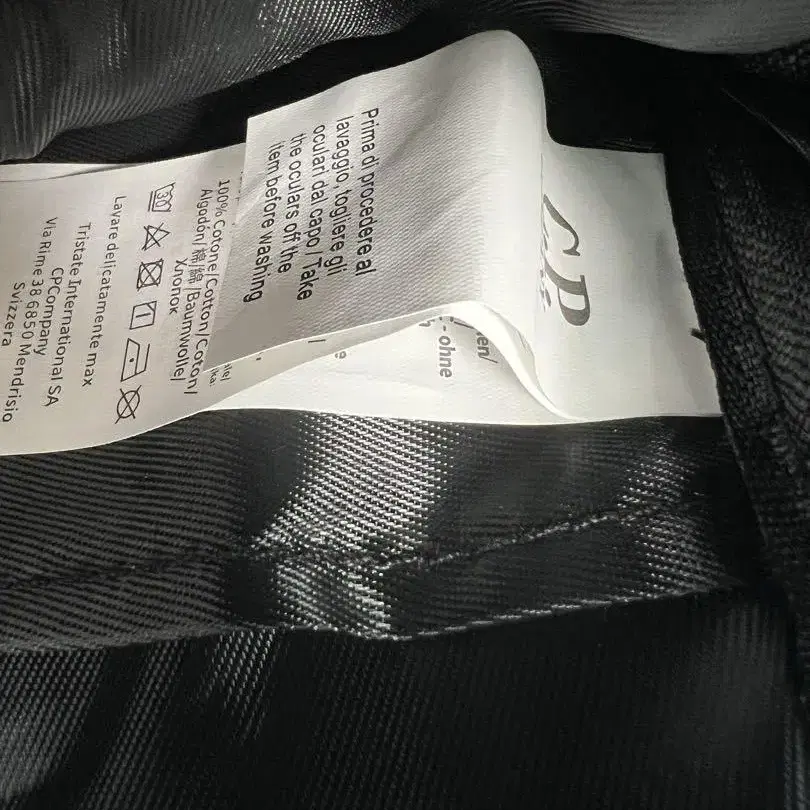 C.P.
Prima di procedere al
lavaggio, togliere gli
oculari dal capo / Take
the oculars off the
item before washing
- ohne
100% Cotone/Cotton/Coton/
Algodón/棉/綿/Baumwolle/
Хлопок
30
Lavare delicatamente max
Tristate International SA
CPCompany
Via Rime 38 6850 Mendrisio
Svizzera